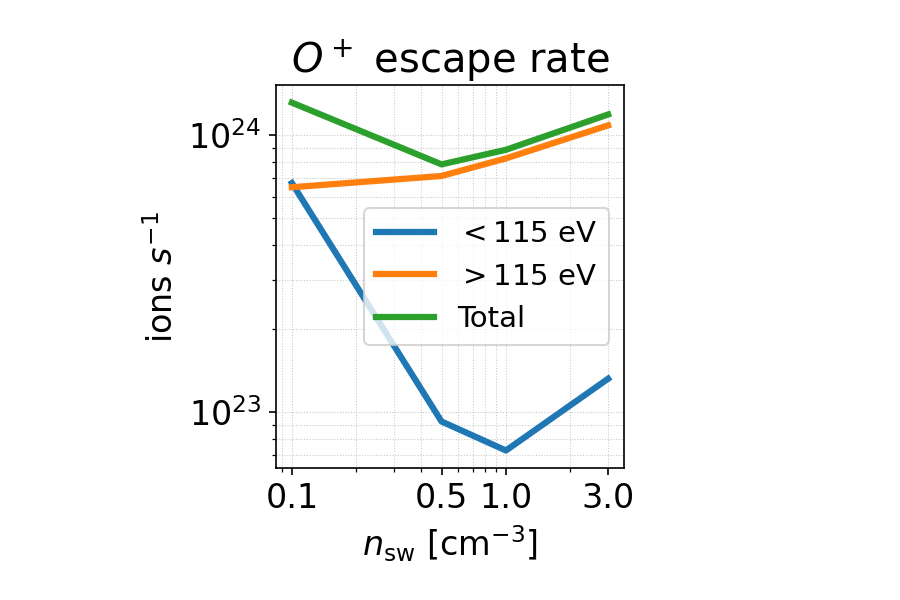 O⁺ escape rate
10²⁴
10²³
ions s⁻¹
< 115 eV
> 115 eV
Total
0.1 0.5 1.0 3.0
n_sw [cm⁻³]